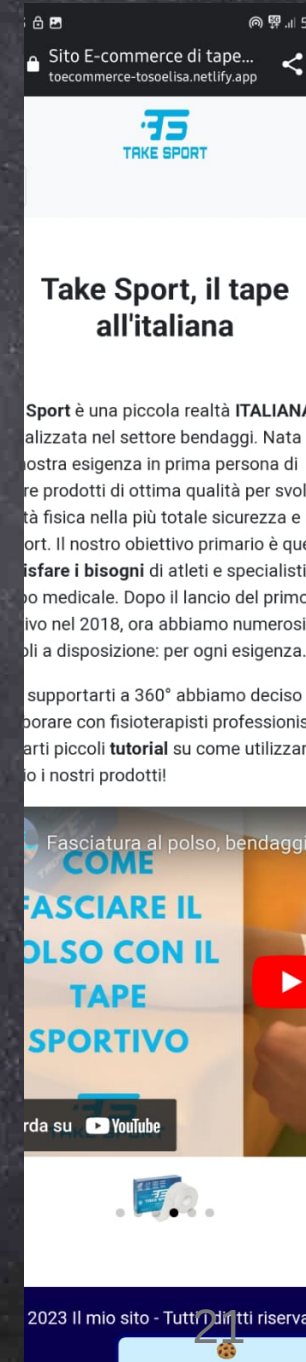 Sito E-commerce di tape...
toecommerce-tosoelisa.netlify.app
TAKE SPORT
Take Sport, il tape
all'italiana
Sport è una piccola realtà ITALIANA
alizzata nel settore bendaggi. Nata
nostra esigenza in prima persona di
re prodotti di ottima qualità per svol
tà fisica nella più totale sicurezza e
ort. Il nostro obiettivo primario è que
isfare i bisogni di atleti e specialisti
po medicale. Dopo il lancio del primo
ivo nel 2018, ora abbiamo numerosi
oli a disposizione: per ogni esigenza.
supportarti a 360° abbiamo deciso
borare con fisioterapisti professionis
arti piccoli tutorial su come utilizzar
io i nostri prodotti!
Fasciatura al polso, bendaggi
COME
FASCIARE IL
POLSO CON IL
TAPE
SPORTIVO
rda su YouTube
2023 Il mio sito - Tutti i diritti riserva
21